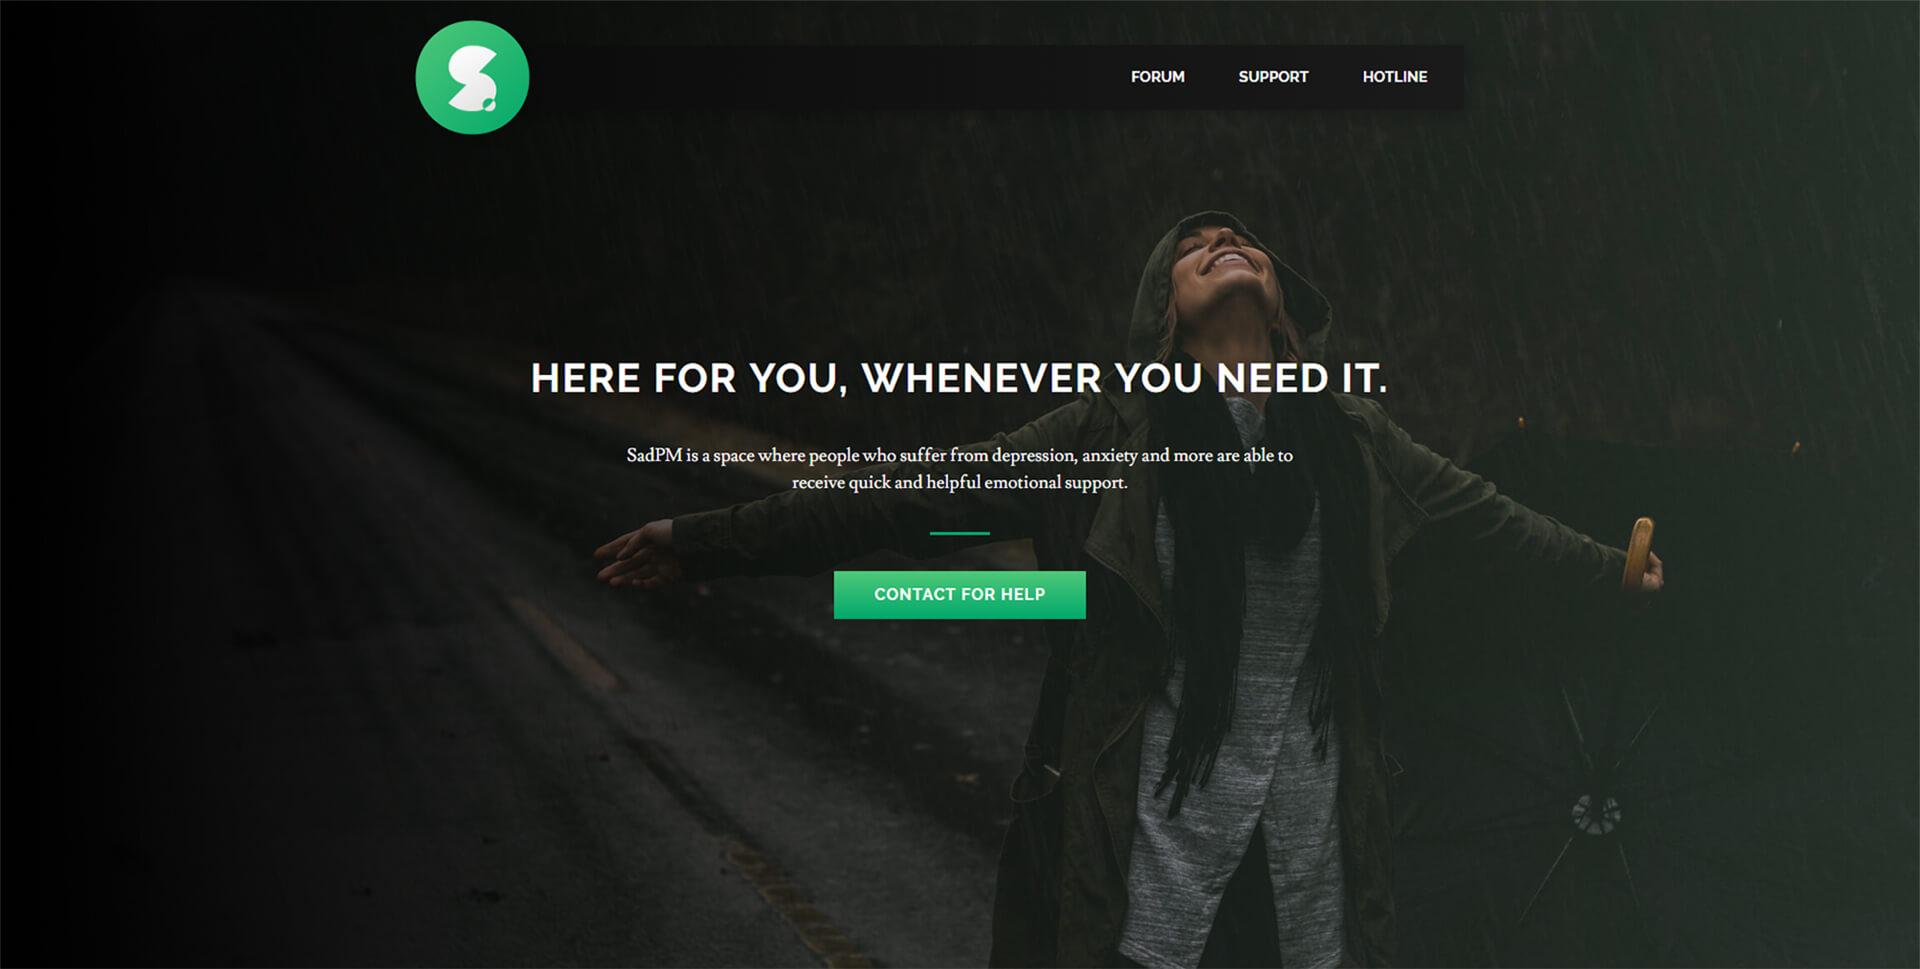 S
FORUM SUPPORT HOTLINE
HERE FOR YOU, WHENEVER YOU NEED IT.
SadPM is a space where people who suffer from depression, anxiety and more are able to
receive quick and helpful emotional support.
CONTACT FOR HELP